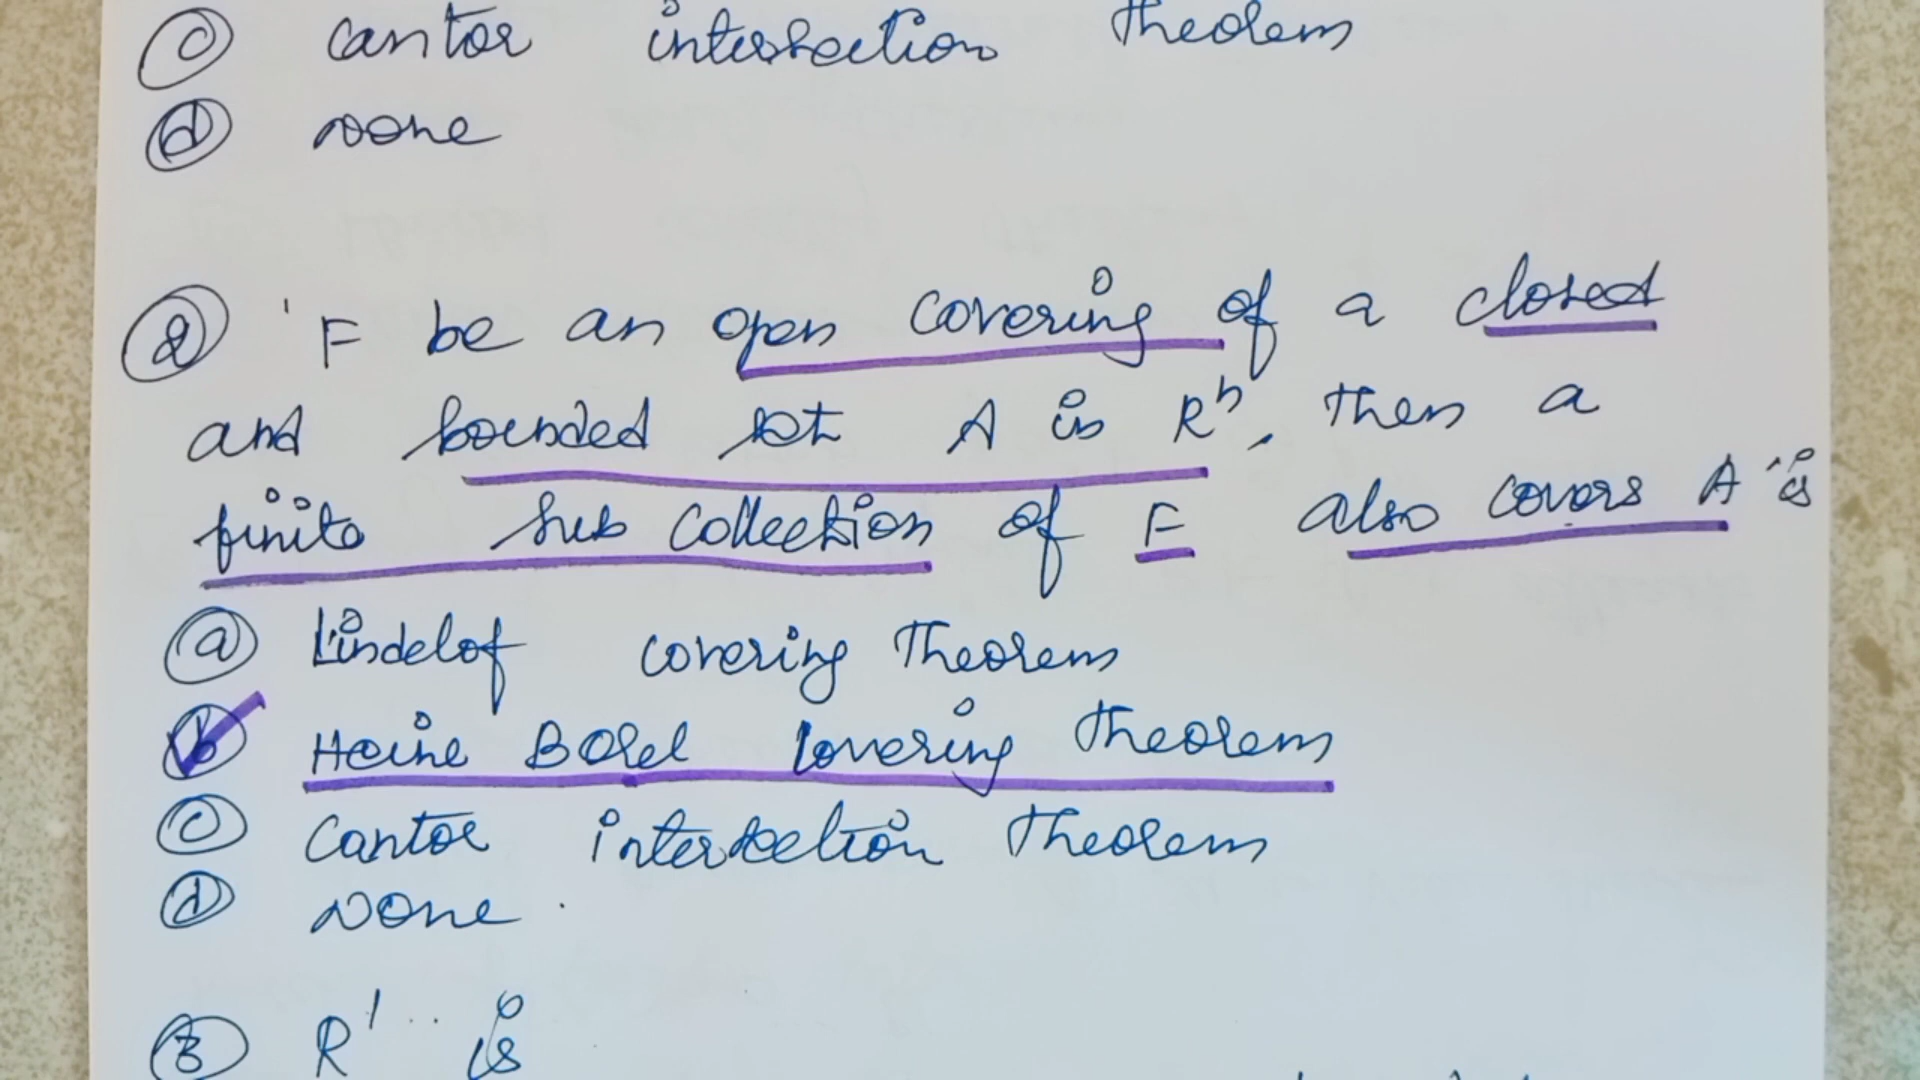 c cantor intersection theorem
d none
2 'F be an open covering of a closed
and bounded set A in Rⁿ, then a
finite sub collection of F also covers A' is
a Lindelof covering Theorem
b Heine Borel covering theorem
c Cantor intersection theorem
d None.
3 R' is